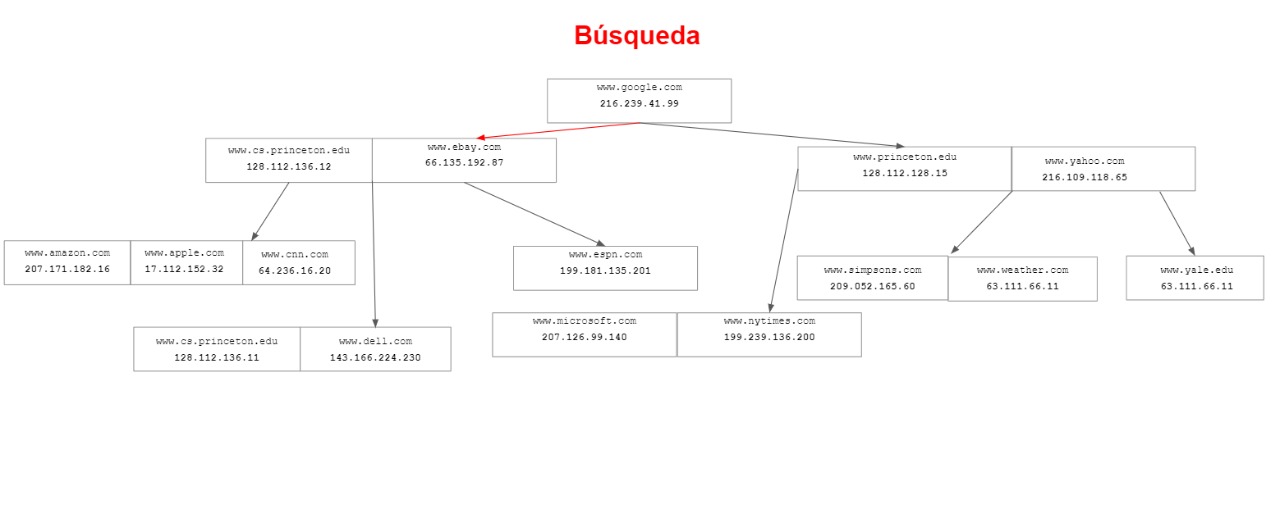 Búsqueda
www.google.com
216.239.41.99
www.cs.princeton.edu
128.112.136.12
www.ebay.com
66.135.192.87
www.princeton.edu
128.112.128.15
www.yahoo.com
216.109.118.65
www.amazon.com
207.171.182.16
www.apple.com
17.112.152.32
www.cnn.com
64.236.16.20
www.espn.com
199.181.135.201
www.simpsons.com
209.052.165.60
www.weather.com
63.111.66.11
www.yale.edu
63.111.66.11
www.cs.princeton.edu
128.112.136.11
www.dell.com
143.166.224.230
www.microsoft.com
207.126.99.140
www.nytimes.com
199.239.136.200